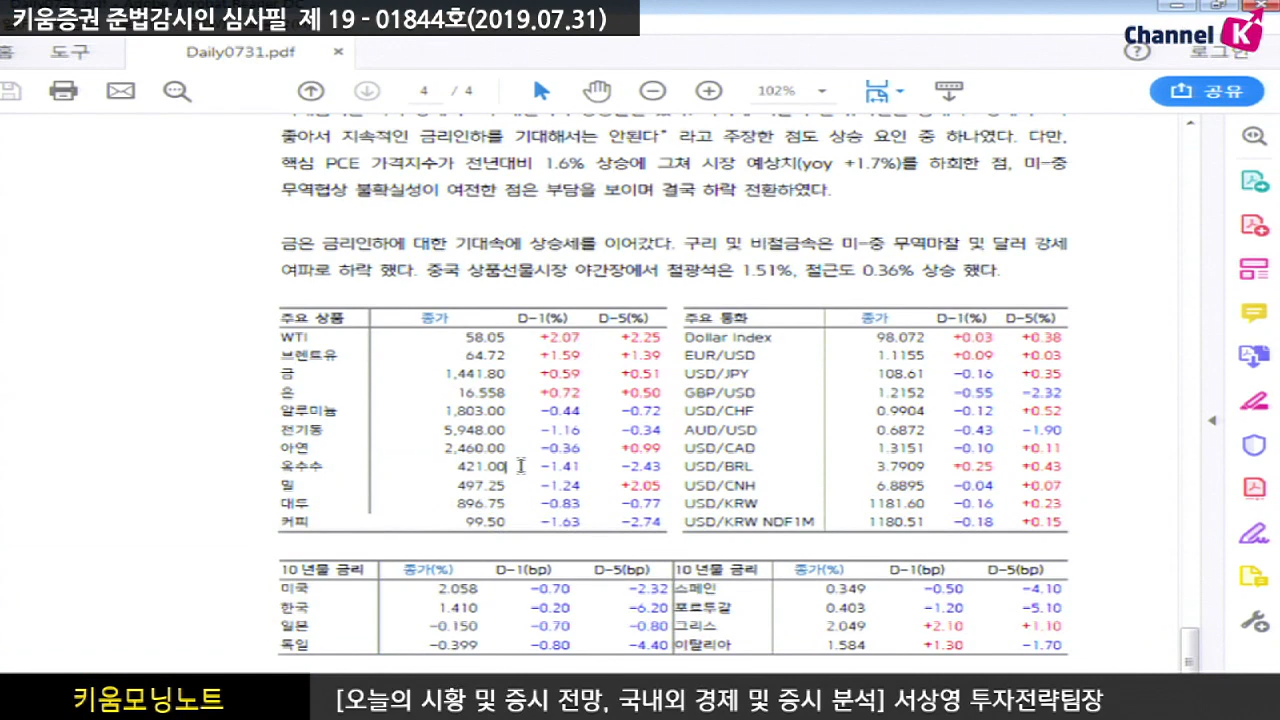 키움증권 준법감시인 심사필 제 19 - 01844호(2019.07.31)
Channel K
도구
Daily0731.pdf ×
로그인
4 / 4
102%
공유
좋아서 지속적인 금리인하를 기대해서는 안된다" 라고 주장한 점도 상승 요인 중 하나였다. 다만,
핵심 PCE 가격지수가 전년대비 1.6% 상승에 그쳐 시장 예상치(yoy +1.7%)를 하회한 점, 미-중
무역협상 불확실성이 여전한 점은 부담을 보이며 결국 하락 전환하였다.
금은 금리인하에 대한 기대속에 상승세를 이어갔다. 구리 및 비철금속은 미-중 무역마찰 및 달러 강세
여파로 하락 했다. 중국 상품선물시장 야간장에서 철광석은 1.51%, 철근도 0.36% 상승 했다.
주요 상품 종가 D-1(%) D-5(%) 주요 통화 종가 D-1(%) D-5(%)
WTI 58.05 +2.07 +2.25 Dollar Index 98.072 +0.03 +0.38
브렌트유 64.72 +1.59 +1.39 EUR/USD 1.1155 +0.09 +0.03
금 1,441.80 +0.59 +0.51 USD/JPY 108.61 -0.16 +0.35
은 16.558 +0.72 +0.50 GBP/USD 1.2152 -0.55 -2.32
알루미늄 1,803.00 -0.44 -0.72 USD/CHF 0.9904 -0.12 +0.52
전기동 5,948.00 -1.16 -0.34 AUD/USD 0.6872 -0.43 -1.90
아연 2,460.00 -0.36 +0.99 USD/CAD 1.3151 -0.10 +0.11
옥수수 421.00 -1.41 -2.43 USD/BRL 3.7909 +0.25 +0.43
밀 497.25 -1.24 +2.05 USD/CNH 6.8895 -0.04 +0.07
대두 896.75 -0.83 -0.77 USD/KRW 1181.60 -0.16 +0.23
커피 99.50 -1.63 -2.74 USD/KRW NDF1M 1180.51 -0.18 +0.15
10년물 금리 종가(%) D-1(bp) D-5(bp) 10년물 금리 종가(%) D-1(bp) D-5(bp)
미국 2.058 -0.70 -2.32 스페인 0.349 -0.50 -4.10
한국 1.410 -0.20 -6.20 포르투갈 0.403 -1.20 -5.10
일본 -0.150 -0.70 -0.80 그리스 2.049 +2.10 +1.10
독일 -0.399 -0.80 -4.40 이탈리아 1.584 +1.30 -1.70
키움모닝노트
[오늘의 시황 및 증시 전망, 국내외 경제 및 증시 분석] 서상영 투자전략팀장